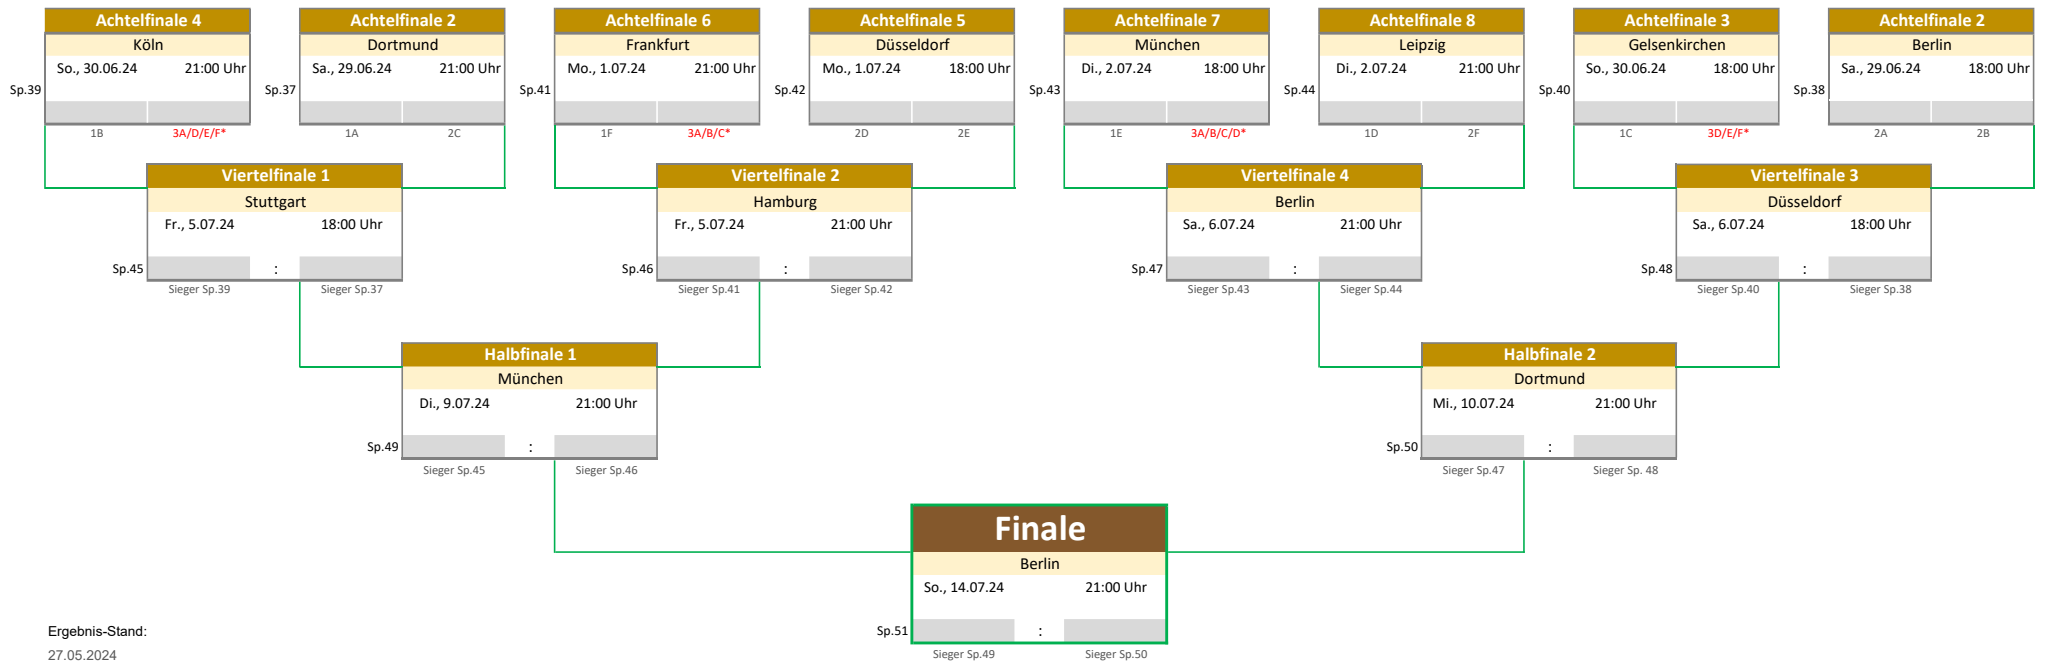 Achtelfinale 4 Achtelfinale 2 Achtelfinale 6 Achtelfinale 5 Achtelfinale 7 Achtelfinale 8 Achtelfinale 3 Achtelfinale 2
Köln Dortmund Frankfurt Düsseldorf München Leipzig Gelsenkirchen Berlin
So., 30.06.24 21:00 Uhr Sa., 29.06.24 21:00 Uhr Mo., 1.07.24 21:00 Uhr Mo., 1.07.24 18:00 Uhr Di., 2.07.24 18:00 Uhr Di., 2.07.24 21:00 Uhr So., 30.06.24 18:00 Uhr Sa., 29.06.24 18:00 Uhr
Sp.39 Sp.37 Sp.41 Sp.42 Sp.43 Sp.44 Sp.40 Sp.38
1B 3A/D/E/F* 1A 2C 1F 3A/B/C* 2D 2E 1E 3A/B/C/D* 1D 2F 1C 3D/E/F* 2A 2B
Viertelfinale 1 Viertelfinale 2 Viertelfinale 4 Viertelfinale 3
Stuttgart Hamburg Berlin Düsseldorf
Fr., 5.07.24 18:00 Uhr Fr., 5.07.24 21:00 Uhr Sa., 6.07.24 21:00 Uhr Sa., 6.07.24 18:00 Uhr
Sp.45 : Sp.46 : Sp.47 : Sp.48 :
Sieger Sp.39 Sieger Sp.37 Sieger Sp.41 Sieger Sp.42 Sieger Sp.43 Sieger Sp.44 Sieger Sp.40 Sieger Sp.38
Halbfinale 1 Halbfinale 2
München Dortmund
Di., 9.07.24 21:00 Uhr Mi., 10.07.24 21:00 Uhr
Sp.49 : Sp.50 :
Sieger Sp.45 Sieger Sp.46 Sieger Sp.47 Sieger Sp. 48
Finale
Berlin
So., 14.07.24 21:00 Uhr
Sp.51 :
Sieger Sp.49 Sieger Sp.50
Ergebnis-Stand:
27.05.2024